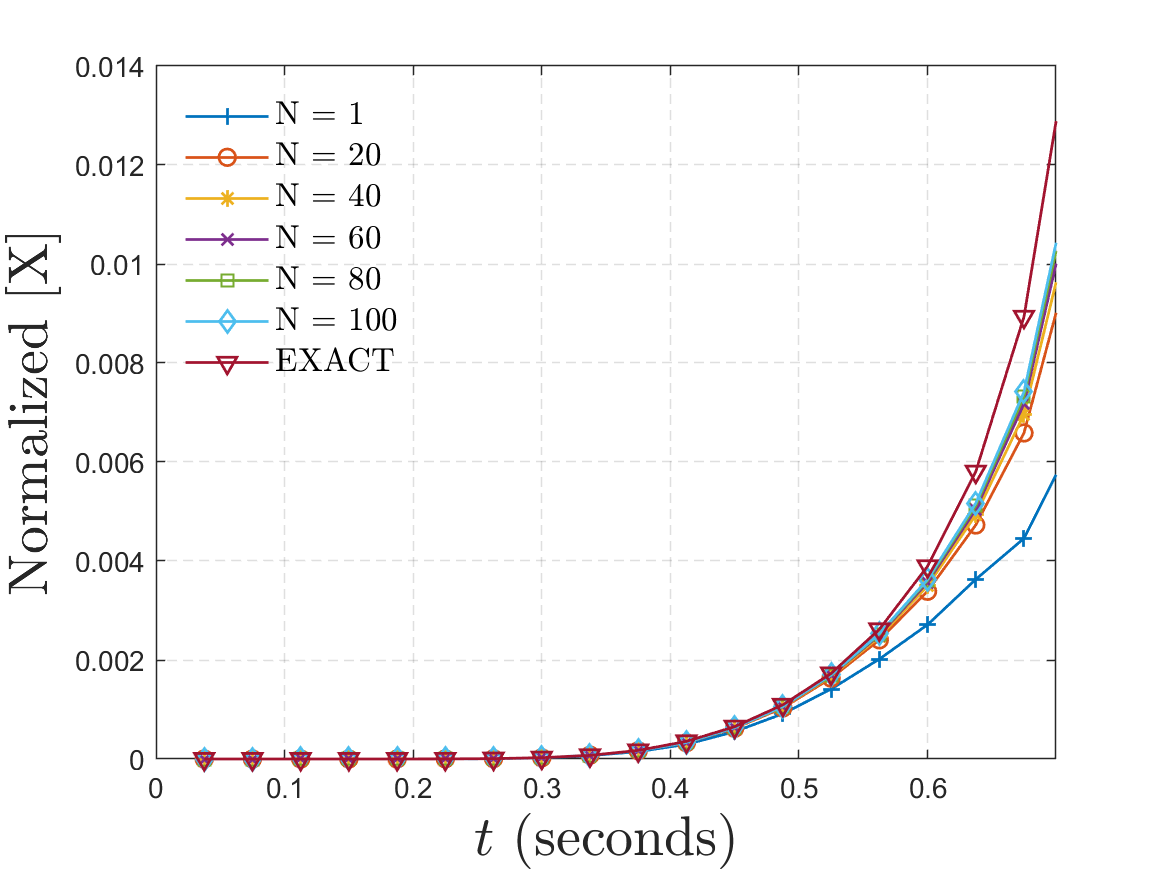 0.014
0.012
0.01
0.008
0.006
0.004
0.002
0
Normalized [X]
N = 1
N = 20
N = 40
N = 60
N = 80
N = 100
EXACT
0 0.1 0.2 0.3 0.4 0.5 0.6
t (seconds)